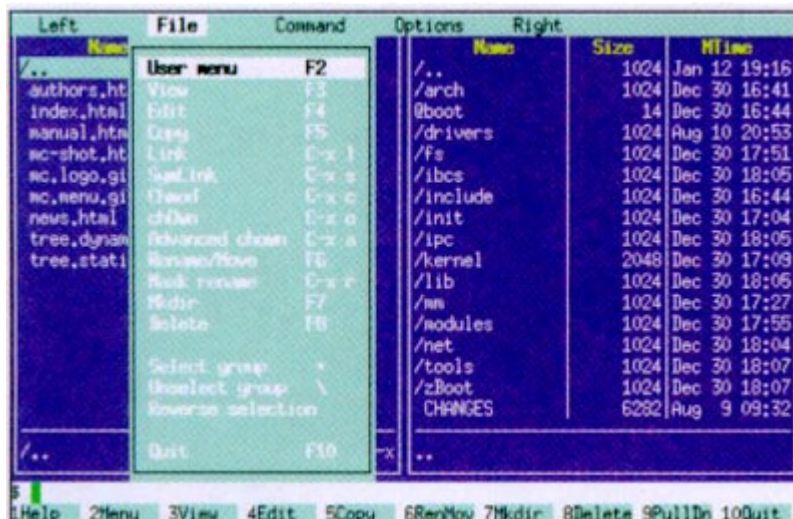 Left File Command Options Right
Name
/..
authors.ht
index.html
manual.htm
mc-shot.ht
mc.logo.gi
mc.menu.gi
news.html
tree.dynam
tree.stati
/..
User menu F2
View F3
Edit F4
Copy F5
Link C-x l
SymLink C-x s
Chmod C-x c
chOwn C-x o
Advanced chown C-x a
Rename/Move F6
Mask rename C-x r
Mkdir F7
Delete F8
Select group +
Unselect group \
Reverse selection
Quit F10
-x
Name Size MTime
/.. 1024 Jan 12 19:16
/arch 1024 Dec 30 16:41
@boot 14 Dec 30 16:44
/drivers 1024 Aug 10 20:53
/fs 1024 Dec 30 17:51
/ibcs 1024 Dec 30 18:05
/include 1024 Dec 30 16:44
/init 1024 Dec 30 17:04
/ipc 1024 Dec 30 18:05
/kernel 2048 Dec 30 17:09
/lib 1024 Dec 30 18:05
/mm 1024 Dec 30 17:27
/modules 1024 Dec 30 17:55
/net 1024 Dec 30 18:04
/tools 1024 Dec 30 18:07
/zBoot 1024 Dec 30 18:07
CHANGES 6282 Aug 9 09:32
..
$
1Help 2Menu 3View 4Edit 5Copy 6RenMov 7Mkdir 8Delete 9PullDn 10Quit